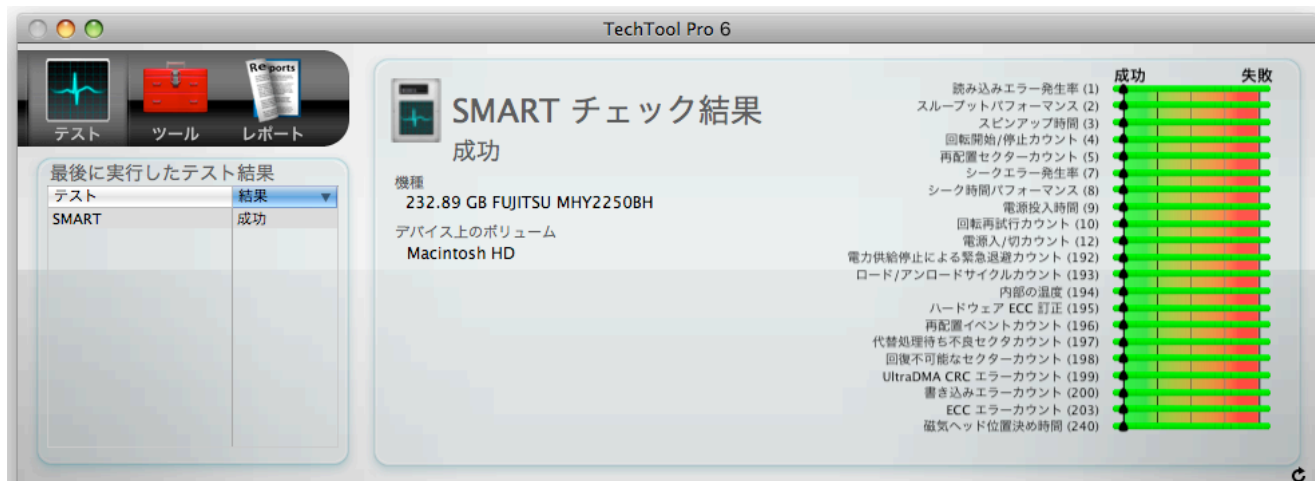 TechTool Pro 6
Reports
テスト
ツール
レポート
最後に実行したテスト結果
テスト 結果
SMART 成功
SMART チェック結果
成功
機種
232.89 GB FUJITSU MHY2250BH
デバイス上のボリューム
Macintosh HD
成功 失敗
読み込みエラー発生率 (1)
スループットパフォーマンス (2)
スピンアップ時間 (3)
回転開始/停止カウント (4)
再配置セクターカウント (5)
シークエラー発生率 (7)
シーク時間パフォーマンス (8)
電源投入時間 (9)
回転再試行カウント (10)
電源入/切カウント (12)
電力供給停止による緊急退避カウント (192)
ロード/アンロードサイクルカウント (193)
内部の温度 (194)
ハードウェア ECC 訂正 (195)
再配置イベントカウント (196)
代替処理待ち不良セクタカウント (197)
回復不可能なセクターカウント (198)
UltraDMA CRC エラーカウント (199)
書き込みエラーカウント (200)
ECC エラーカウント (203)
磁気ヘッド位置決め時間 (240)